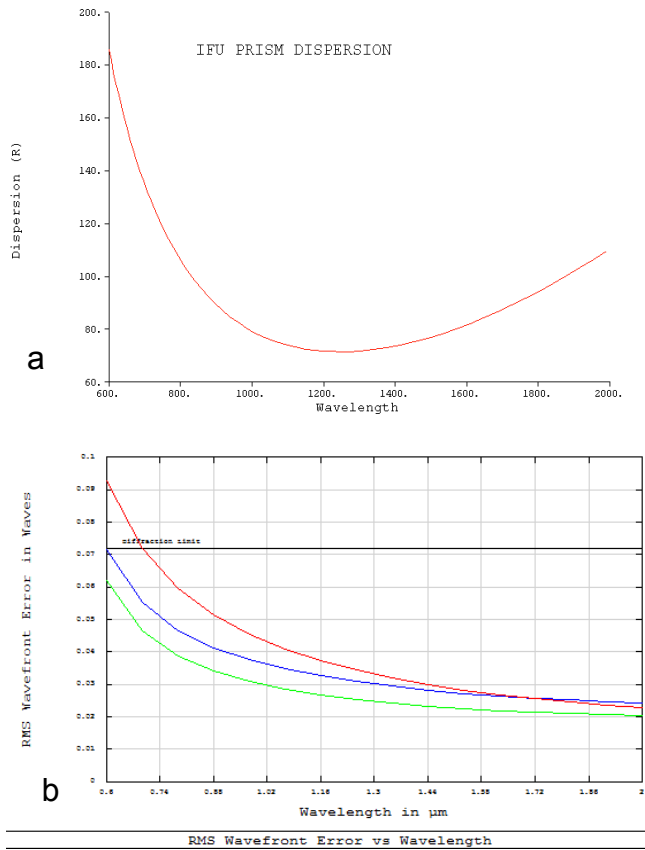 200.
IFU PRISM DISPERSION
180.
160.
140.
Dispersion (R)
120.
100.
80.
60.
600. 800. 1000. 1200. 1400. 1600. 1800. 2000.
Wavelength
a
0.1
0.09
0.08
diffraction limit
0.07
0.06
RMS Wavefront Error in Waves
0.05
0.04
0.03
0.02
0.01
0
0.6 0.74 0.88 1.02 1.16 1.3 1.44 1.58 1.72 1.86 2
Wavelength in µm
b
RMS Wavefront Error vs Wavelength